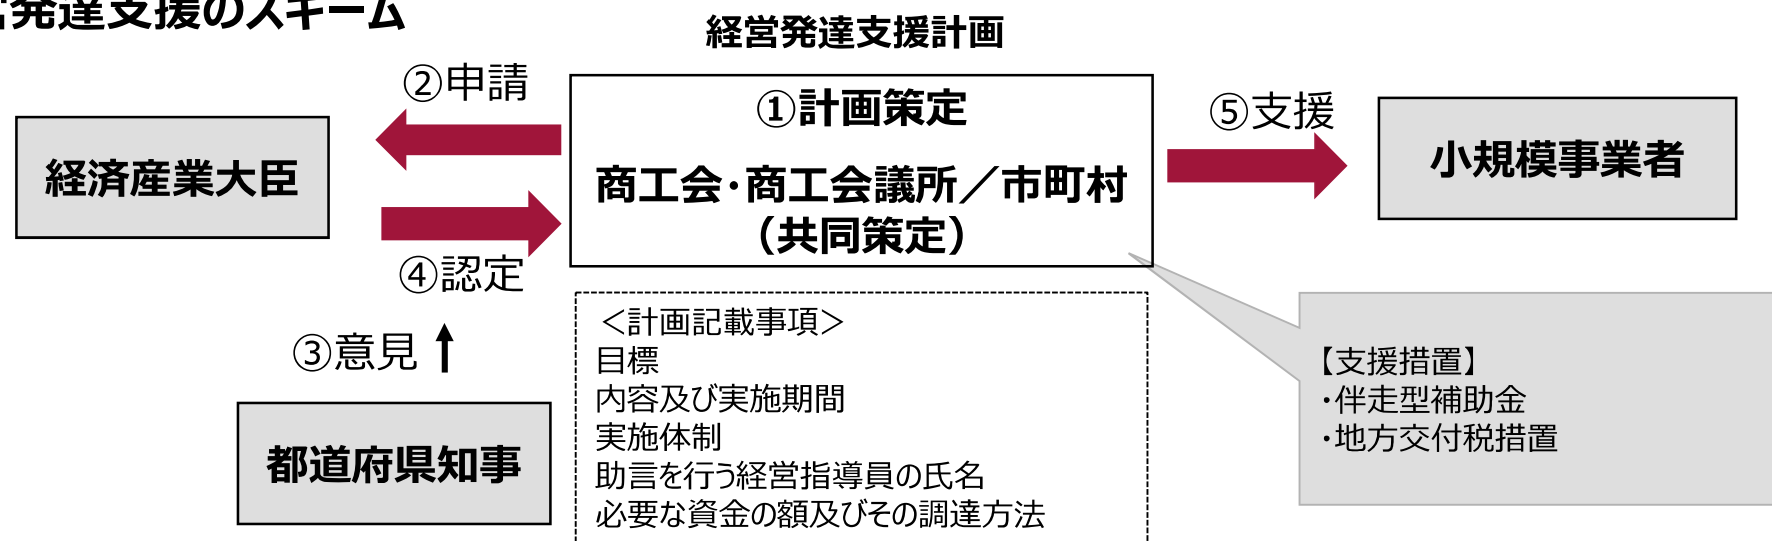 営発達支援のスキーム
経営発達支援計画
②申請
①計画策定
商工会・商工会議所／市町村
（共同策定）
⑤支援
小規模事業者
経済産業大臣
④認定
③意見
都道府県知事
＜計画記載事項＞
目標
内容及び実施期間
実施体制
助言を行う経営指導員の氏名
必要な資金の額及びその調達方法
【支援措置】
・伴走型補助金
・地方交付税措置